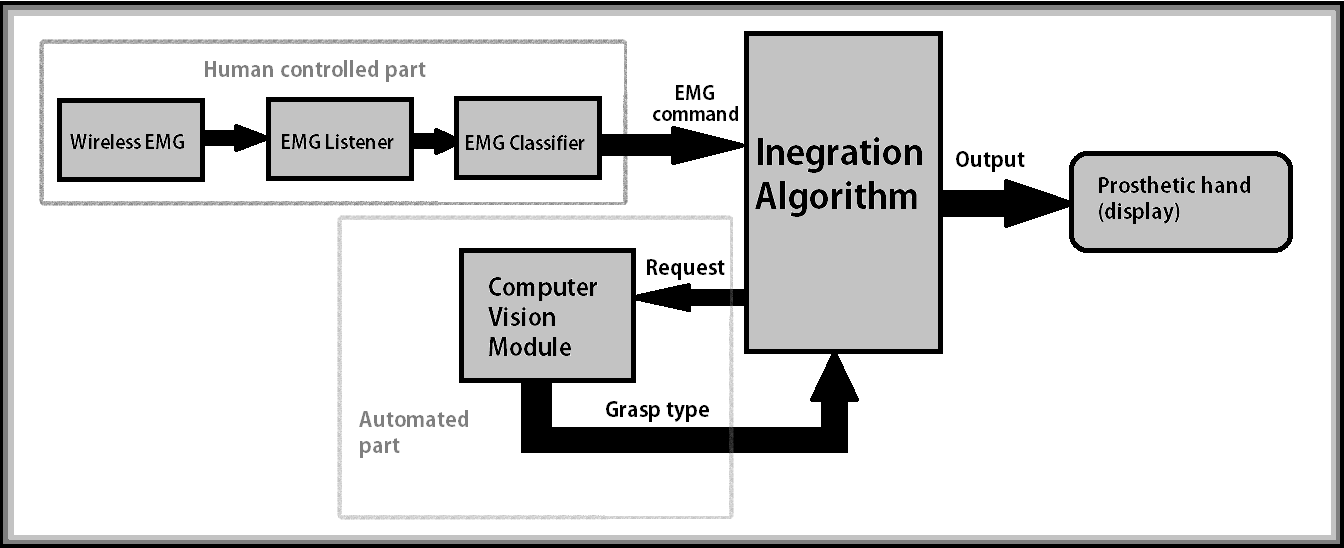 Human controlled part
Wireless EMG
EMG Listener
EMG Classifier
EMG
command
Inegration
Algorithm
Output
Prosthetic hand
(display)
Request
Computer
Vision
Module
Grasp type
Automated
part